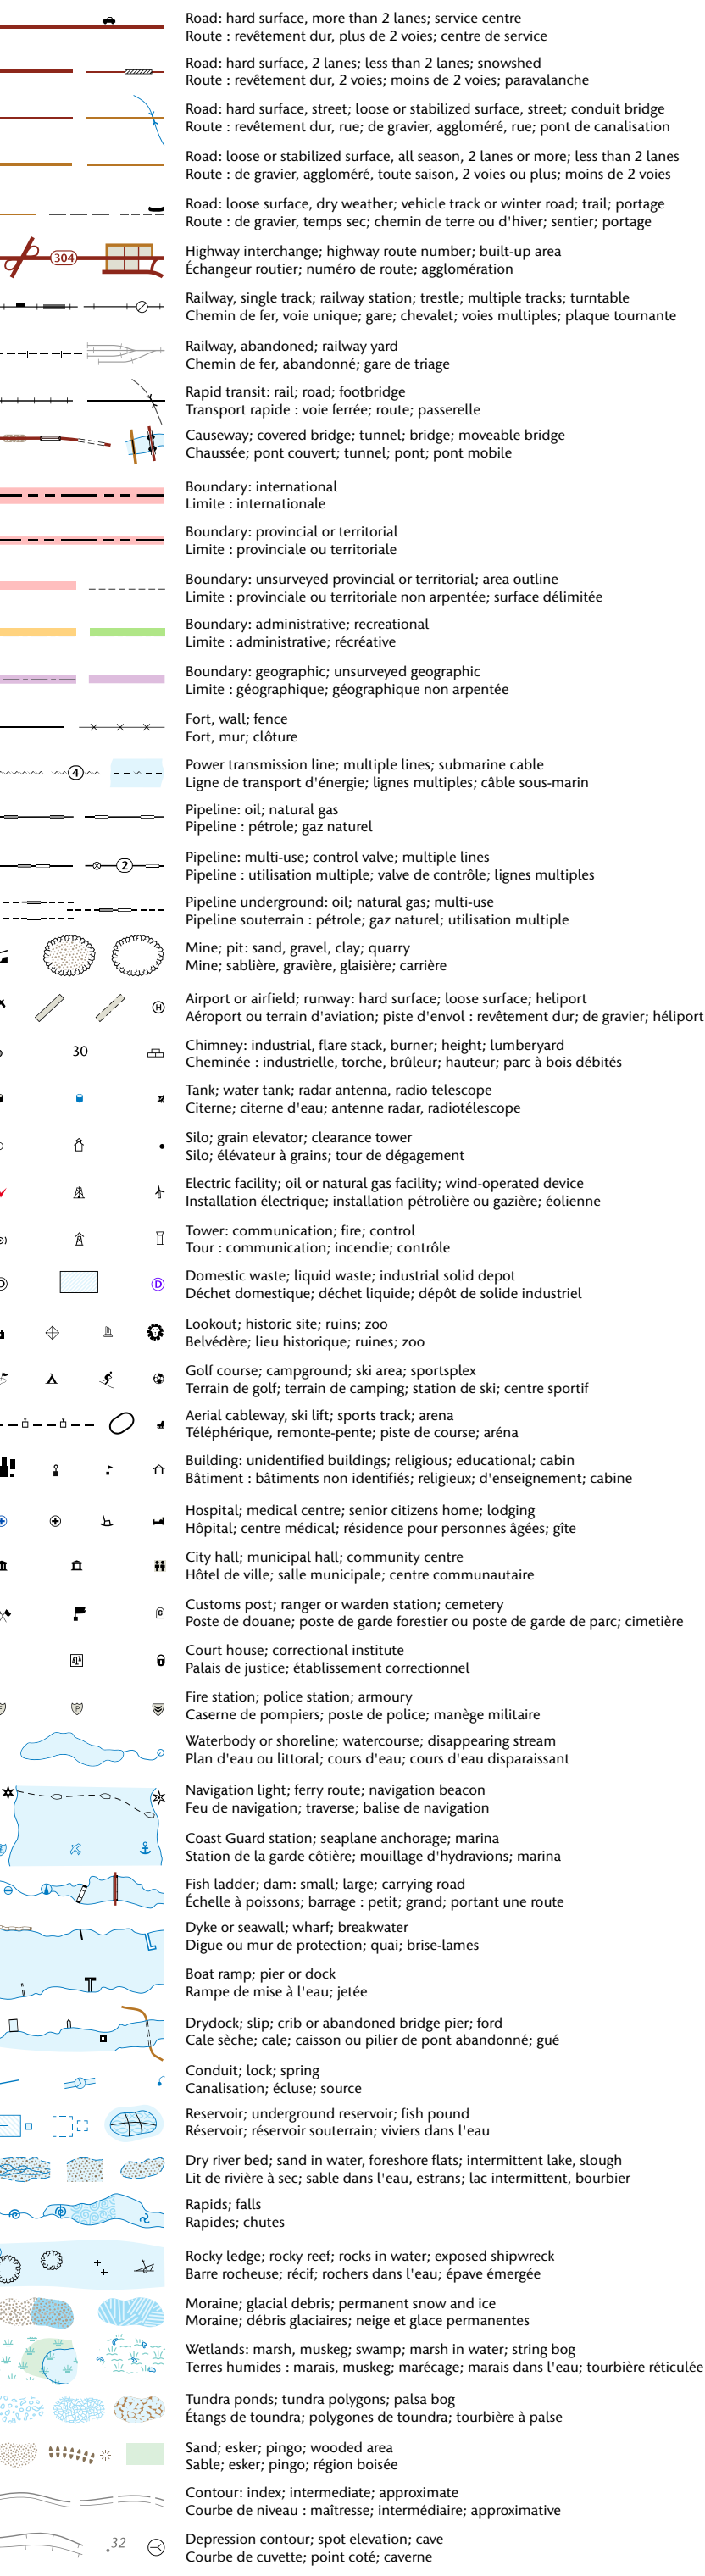 Road: hard surface, more than 2 lanes; service centre
Route : revêtement dur, plus de 2 voies; centre de service
Road: hard surface, 2 lanes; less than 2 lanes; snowshed
Route : revêtement dur, 2 voies; moins de 2 voies; paravalanche
Road: hard surface, street; loose or stabilized surface, street; conduit bridge
Route : revêtement dur, rue; de gravier, aggloméré, rue; pont de canalisation
Road: loose or stabilized surface, all season, 2 lanes or more; less than 2 lanes
Route : de gravier, aggloméré, toute saison, 2 voies ou plus; moins de 2 voies
Road: loose surface, dry weather; vehicle track or winter road; trail; portage
Route : de gravier, temps sec; chemin de terre ou d'hiver; sentier; portage
304
Highway interchange; highway route number; built-up area
Échangeur routier; numéro de route; agglomération
Railway, single track; railway station; trestle; multiple tracks; turntable
Chemin de fer, voie unique; gare; chevalet; voies multiples; plaque tournante
Railway, abandoned; railway yard
Chemin de fer, abandonné; gare de triage
Rapid transit: rail; road; footbridge
Transport rapide : voie ferrée; route; passerelle
Causeway; covered bridge; tunnel; bridge; moveable bridge
Chaussée; pont couvert; tunnel; pont; pont mobile
Boundary: international
Limite : internationale
Boundary: provincial or territorial
Limite : provinciale ou territoriale
Boundary: unsurveyed provincial or territorial; area outline
Limite : provinciale ou territoriale non arpentée; surface délimitée
Boundary: administrative; recreational
Limite : administrative; récréative
Boundary: geographic; unsurveyed geographic
Limite : géographique; géographique non arpentée
Fort, wall; fence
Fort, mur; clôture
4
Power transmission line; multiple lines; submarine cable
Ligne de transport d'énergie; lignes multiples; câble sous-marin
Pipeline: oil; natural gas
Pipeline : pétrole; gaz naturel
2
Pipeline: multi-use; control valve; multiple lines
Pipeline : utilisation multiple; valve de contrôle; lignes multiples
Pipeline underground: oil; natural gas; multi-use
Pipeline souterrain : pétrole; gaz naturel; utilisation multiple
Mine; pit: sand, gravel, clay; quarry
Mine; sablière, gravière, glaisière; carrière
H
Airport or airfield; runway: hard surface; loose surface; heliport
Aéroport ou terrain d'aviation; piste d'envol : revêtement dur; de gravier; héliport
30
Chimney: industrial, flare stack, burner; height; lumberyard
Cheminée : industrielle, torche, brûleur; hauteur; parc à bois débités
Tank; water tank; radar antenna, radio telescope
Citerne; citerne d'eau; antenne radar, radiotélescope
Silo; grain elevator; clearance tower
Silo; élévateur à grains; tour de dégagement
Electric facility; oil or natural gas facility; wind-operated device
Installation électrique; installation pétrolière ou gazière; éolienne
Tower: communication; fire; control
Tour : communication; incendie; contrôle
D D
Domestic waste; liquid waste; industrial solid depot
Déchet domestique; déchet liquide; dépôt de solide industriel
Lookout; historic site; ruins; zoo
Belvédère; lieu historique; ruines; zoo
Golf course; campground; ski area; sportsplex
Terrain de golf; terrain de camping; station de ski; centre sportif
Aerial cableway, ski lift; sports track; arena
Téléphérique, remonte-pente; piste de course; aréna
Building: unidentified buildings; religious; educational; cabin
Bâtiment : bâtiments non identifiés; religieux; d'enseignement; cabine
Hospital; medical centre; senior citizens home; lodging
Hôpital; centre médical; résidence pour personnes âgées; gîte
City hall; municipal hall; community centre
Hôtel de ville; salle municipale; centre communautaire
C
Customs post; ranger or warden station; cemetery
Poste de douane; poste de garde forestier ou poste de garde de parc; cimetière
Court house; correctional institute
Palais de justice; établissement correctionnel
P
Fire station; police station; armoury
Caserne de pompiers; poste de police; manège militaire
Waterbody or shoreline; watercourse; disappearing stream
Plan d'eau ou littoral; cours d'eau; cours d'eau disparaissant
Navigation light; ferry route; navigation beacon
Feu de navigation; traverse; balise de navigation
Coast Guard station; seaplane anchorage; marina
Station de la garde côtière; mouillage d'hydravions; marina
Fish ladder; dam: small; large; carrying road
Échelle à poissons; barrage : petit; grand; portant une route
Dyke or seawall; wharf; breakwater
Digue ou mur de protection; quai; brise-lames
Boat ramp; pier or dock
Rampe de mise à l'eau; jetée
Drydock; slip; crib or abandoned bridge pier; ford
Cale sèche; cale; caisson ou pilier de pont abandonné; gué
Conduit; lock; spring
Canalisation; écluse; source
Reservoir; underground reservoir; fish pound
Réservoir; réservoir souterrain; viviers dans l'eau
Dry river bed; sand in water, foreshore flats; intermittent lake, slough
Lit de rivière à sec; sable dans l'eau, estrans; lac intermittent, bourbier
Rapids; falls
Rapides; chutes
Rocky ledge; rocky reef; rocks in water; exposed shipwreck
Barre rocheuse; récif; rochers dans l'eau; épave émergée
Moraine; glacial debris; permanent snow and ice
Moraine; débris glaciaires; neige et glace permanentes
Wetlands: marsh, muskeg; swamp; marsh in water; string bog
Terres humides : marais, muskeg; marécage; marais dans l'eau; tourbière réticulée
Tundra ponds; tundra polygons; palsa bog
Étangs de toundra; polygones de toundra; tourbière à palse
Sand; esker; pingo; wooded area
Sable; esker; pingo; région boisée
Contour: index; intermediate; approximate
Courbe de niveau : maîtresse; intermédiaire; approximative
.32
Depression contour; spot elevation; cave
Courbe de cuvette; point coté; caverne